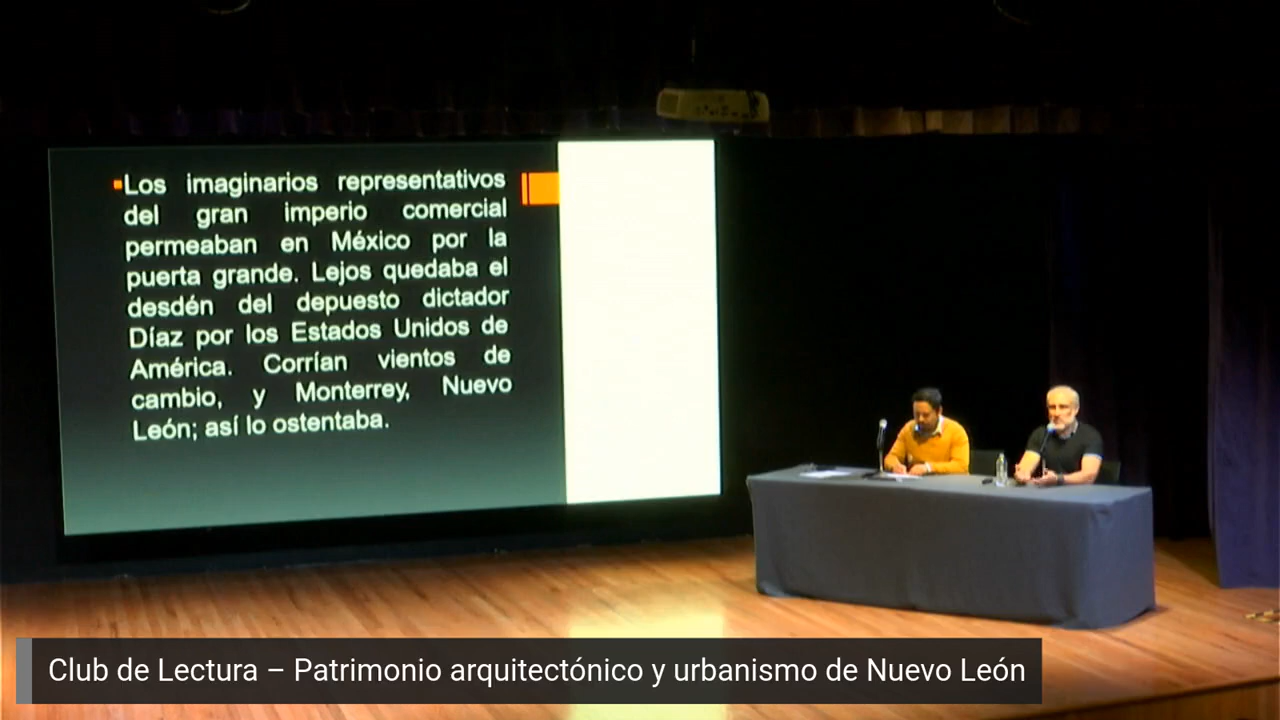 Los imaginarios representativos
del gran imperio comercial
permeaban en México por la
puerta grande. Lejos quedaba el
desdén del depuesto dictador
Díaz por los Estados Unidos de
América. Corrían vientos de
cambio, y Monterrey, Nuevo
León; así lo ostentaba.
Club de Lectura – Patrimonio arquitectónico y urbanismo de Nuevo León